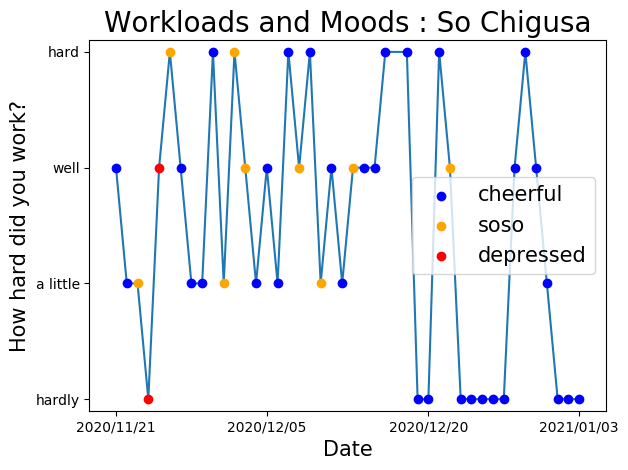 Workloads and Moods : So Chigusa
How hard did you work?
hard
well
a little
hardly
cheerful
soso
depressed
2020/11/21 2020/12/05 2020/12/20 2021/01/03
Date